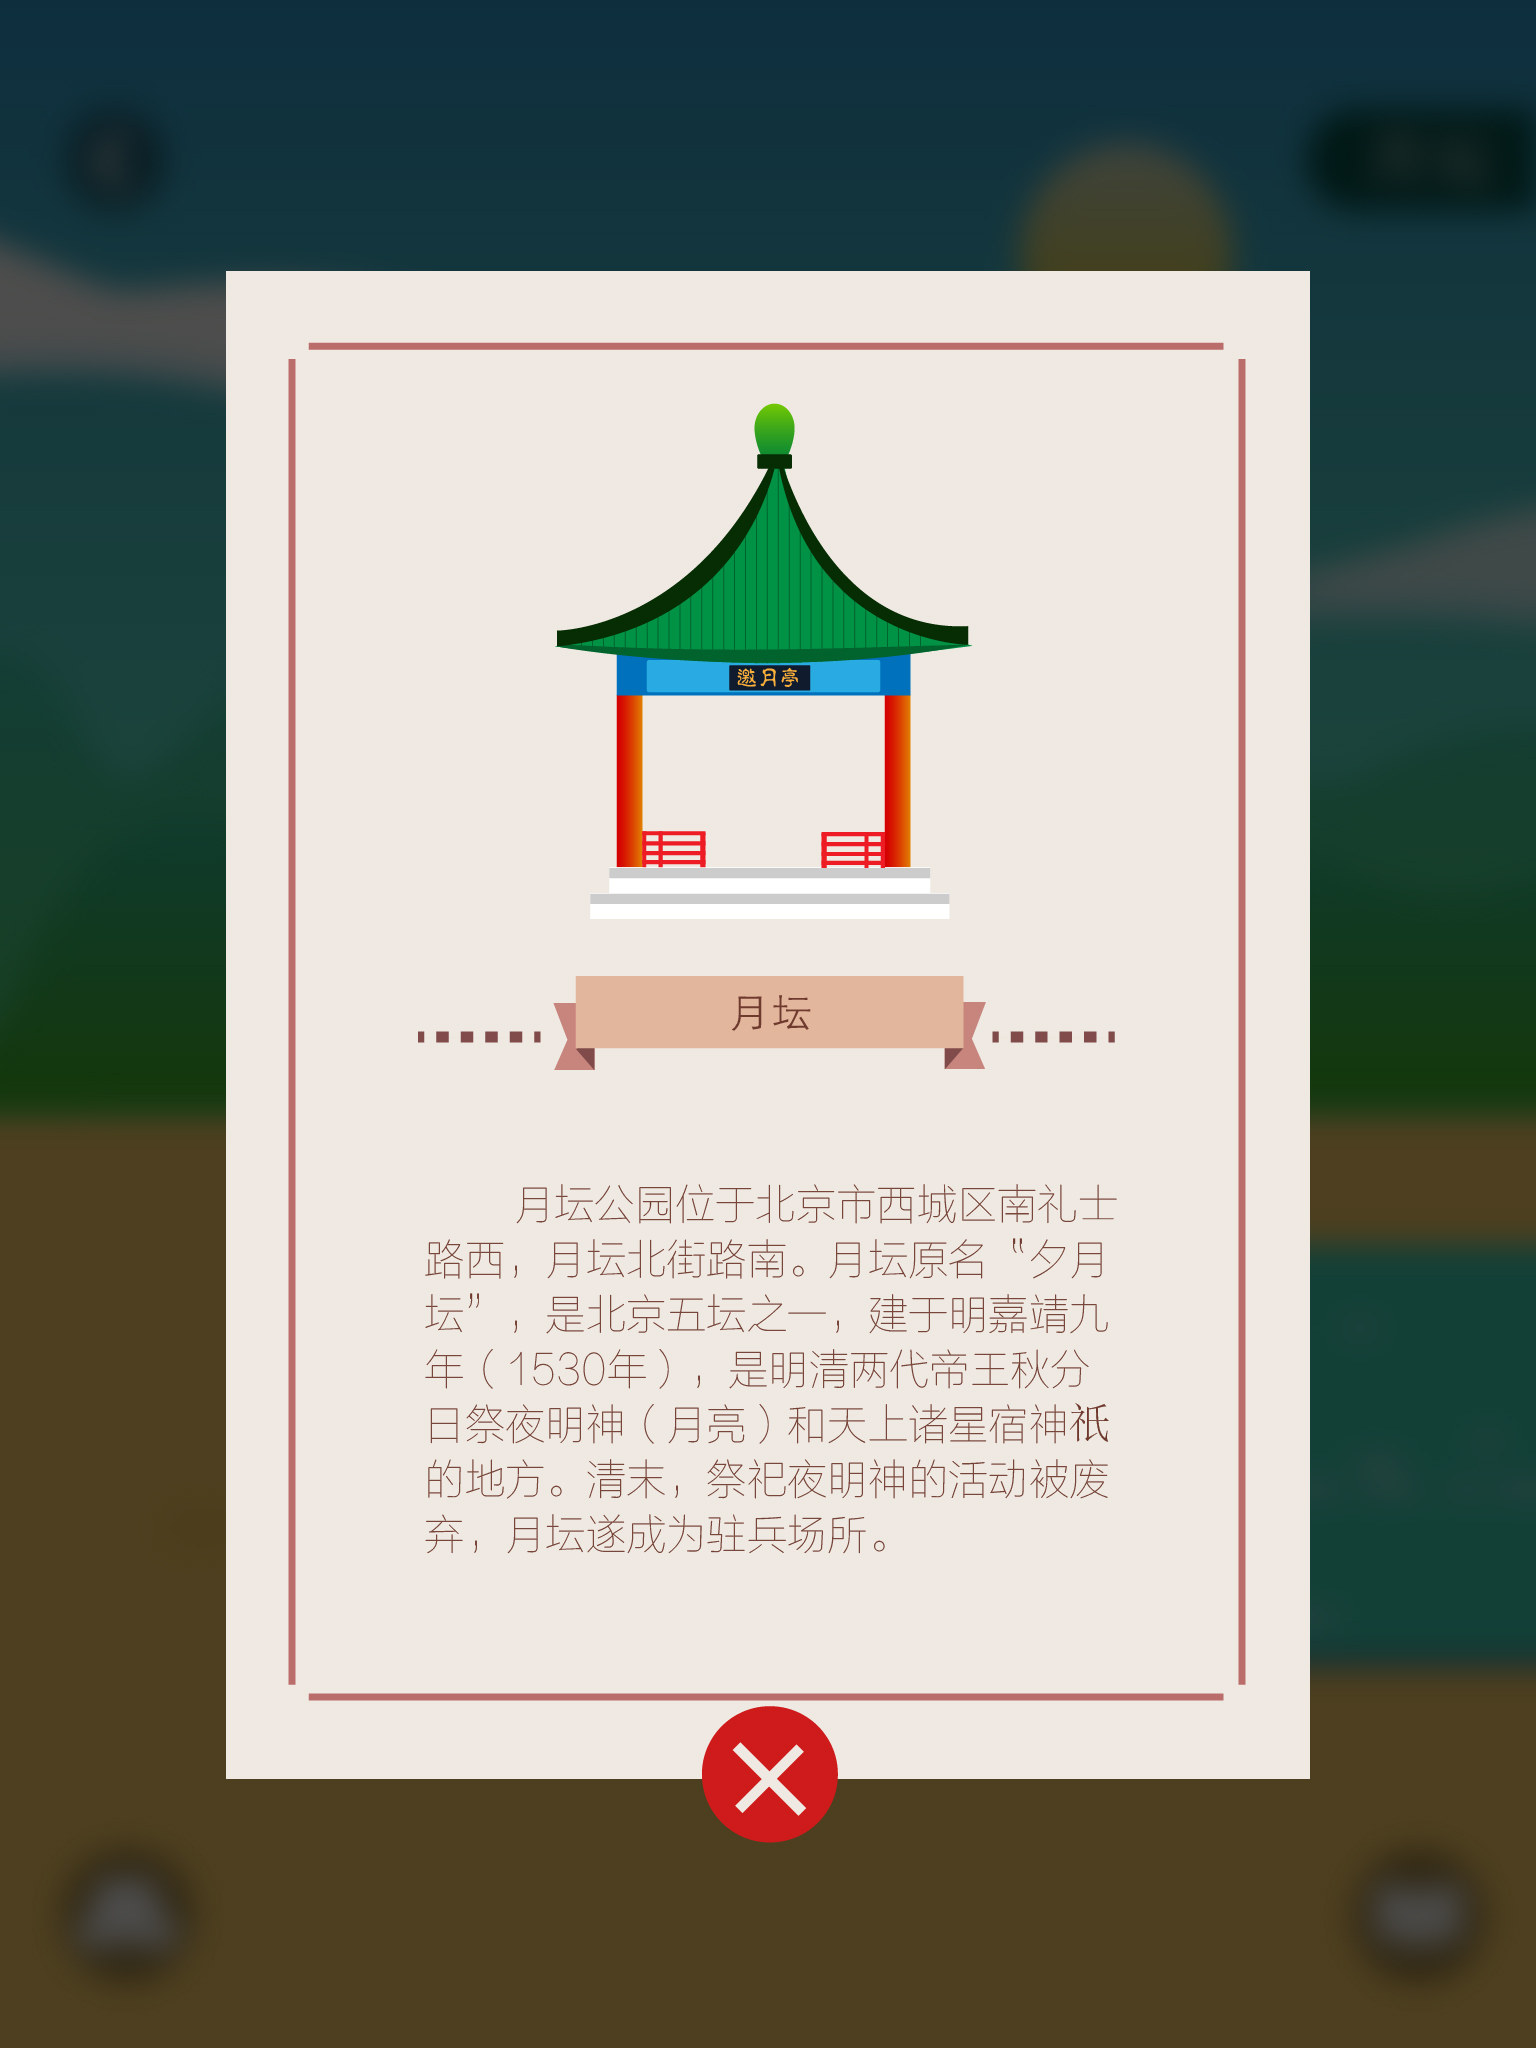 邀月亭
月坛
月坛公园位于北京市西城区南礼士
路西，月坛北街路南。月坛原名“夕月
坛”，是北京五坛之一，建于明嘉靖九
年（1530年），是明清两代帝王秋分
日祭夜明神（月亮）和天上诸星宿神祇
的地方。清末，祭祀夜明神的活动被废
弃，月坛遂成为驻兵场所。